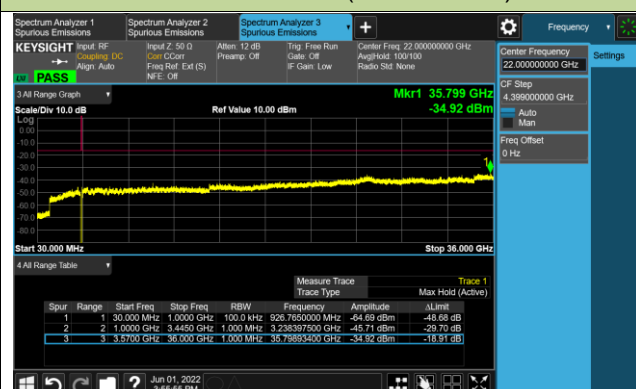 Spectrum Analyzer 1
Spurious Emissions
Spectrum Analyzer 2
Spurious Emissions
Spectrum Analyzer 3
Spurious Emissions
Frequency
KEYSIGHT
Input: RF
Coupling: DC
Align: Auto
Input Z: 50 Ω
Corr CCorr
Freq Ref: Ext (S)
NFE: Off
Atten: 12 dB
Preamp: Off
Trig: Free Run
Gate: Off
IF Gain: Low
Center Freq: 22.000000000 GHz
Avg|Hold: 100/100
Radio Std: None
PASS
Center Frequency
22.000000000 GHz
Settings
CF Step
4.399000000 GHz
Auto
Man
Freq Offset
0 Hz
3 All Range Graph
Mkr1 35.799 GHz
Scale/Div 10.0 dB
Ref Value 10.00 dBm
-34.92 dBm
Log
0.00
-10.0
-20.0
-30.0
-40.0
-50.0
-60.0
-70.0
-80.0
1
Start 30.000 MHz
Stop 36.000 GHz
4 All Range Table
Measure Trace Trace 1
Trace Type Max Hold (Active)
Spur Range Start Freq Stop Freq RBW Frequency Amplitude ΔLimit
1 1 30.000 MHz 1.0000 GHz 100.0 kHz 926.7650000 MHz -64.69 dBm -48.68 dB
2 2 1.0000 GHz 3.4450 GHz 1.000 MHz 3.238397500 GHz -45.71 dBm -29.70 dB
3 3 3.5700 GHz 36.000 GHz 1.000 MHz 35.79893400 GHz -34.92 dBm -18.91 dB
Jun 01, 2022